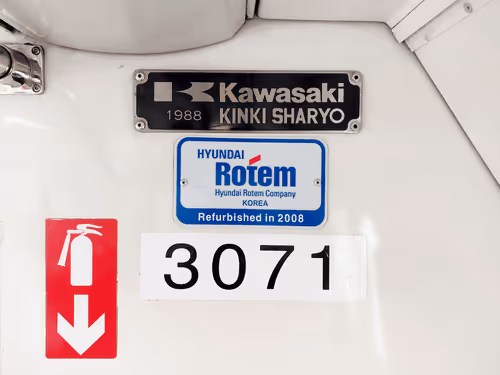 Kawasaki
1988 KINKI SHARYO
HYUNDAI
Rotem
Hyundai Rotem Company
KOREA
Refurbished in 2008
3071